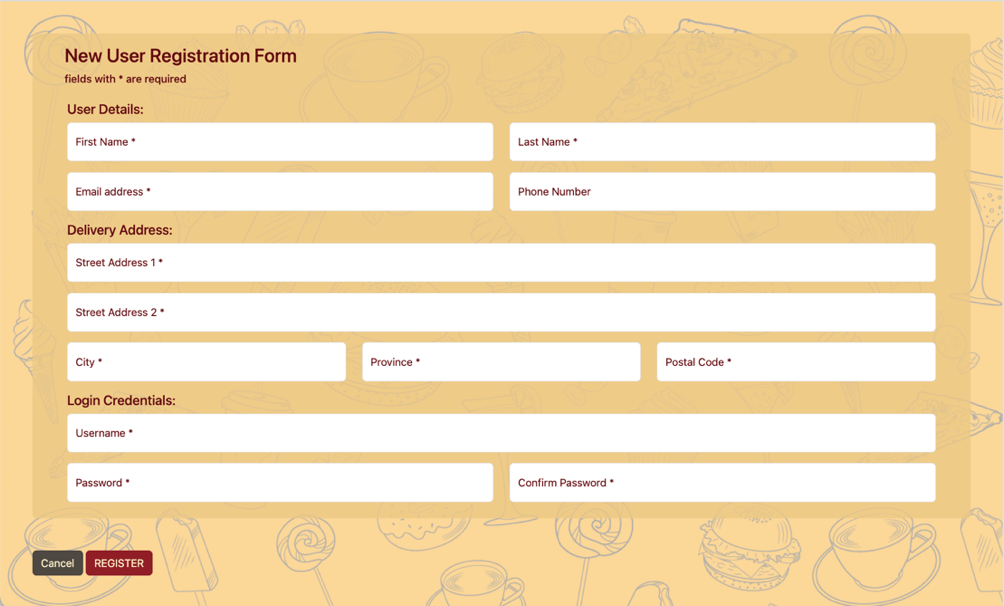 New User Registration Form
fields with * are required
User Details:
First Name * Last Name *
Email address * Phone Number
Delivery Address:
Street Address 1 *
Street Address 2 *
City * Province * Postal Code *
Login Credentials:
Username *
Password * Confirm Password *
Cancel REGISTER